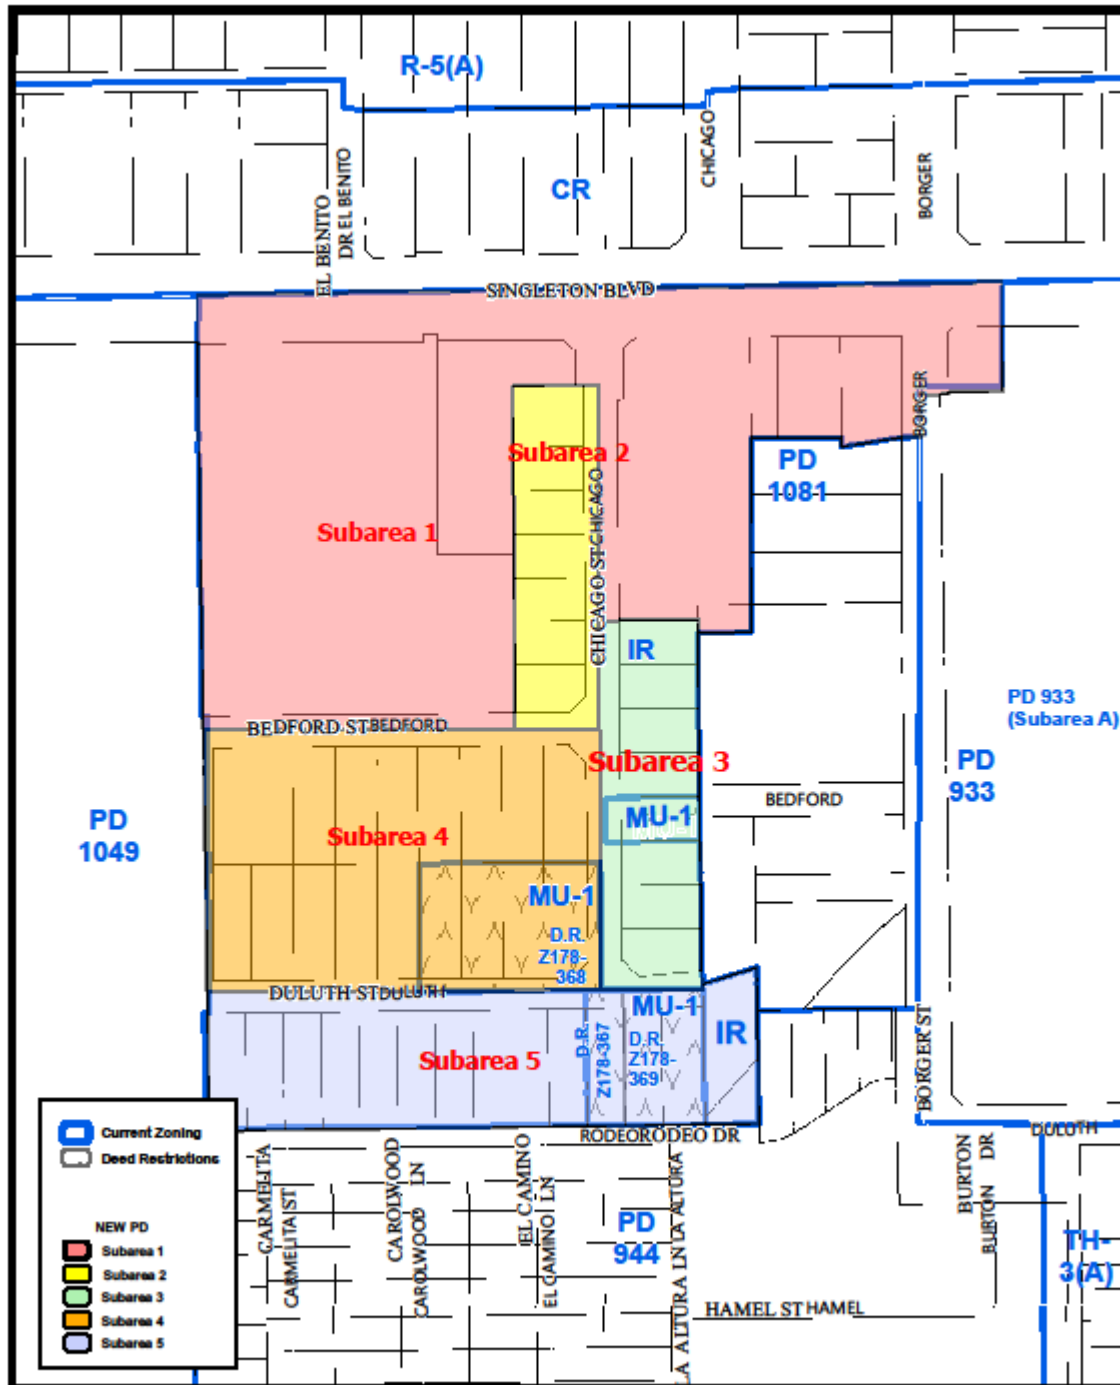 R-5(A)
CR
EL BENITO
DR EL BENITO
CHICAGO
BORGER
SINGLETON BLVD
BORGER
Subarea 2
PD
1081
Subarea 1
CHICAGO ST CHICAGO
IR
PD 933
(Subarea A)
BEDFORD ST BEDFORD
Subarea 3
PD
933
BEDFORD
MU-1
PD
1049
Subarea 4
MU-1
D.R.
Z178-
368
DULUTH ST DULUTH
MU-1
IR
D.R.
Z178-367
D.R.
Z178-
369
Subarea 5
BORGER ST
RODEO RODEO DR
DULUTH
Current Zoning
Deed Restrictions
NEW PD
Subarea 1
Subarea 2
Subarea 3
Subarea 4
Subarea 5
CARMELITA
CARMELITA ST
CAROLWOOD
CAROLWOOD LN
EL CAMINO
EL CAMINO LN
PD
944
LA ALTURA LN LA ALTURA
HAMEL ST HAMEL
BURTON DR
BURTON
TH-
3(A)